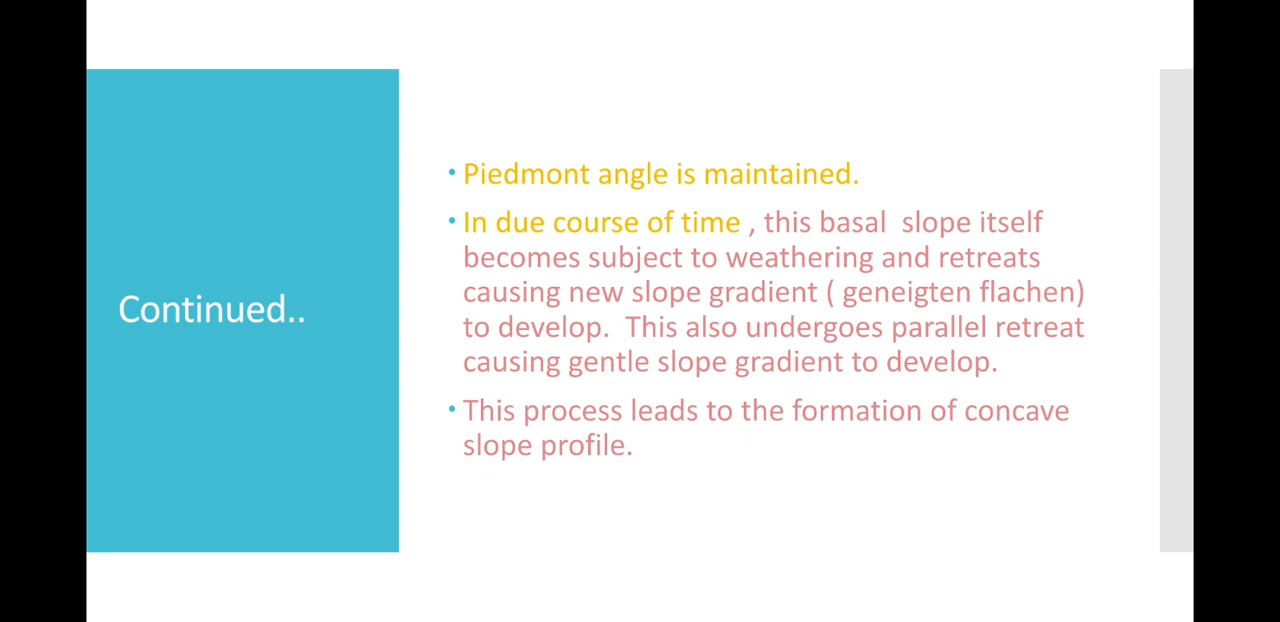 Continued..
• Piedmont angle is maintained.
• In due course of time , this basal  slope itself
becomes subject to weathering and retreats
causing new slope gradient ( geneigten flachen)
to develop.  This also undergoes parallel retreat
causing gentle slope gradient to develop.
• This process leads to the formation of concave
slope profile.